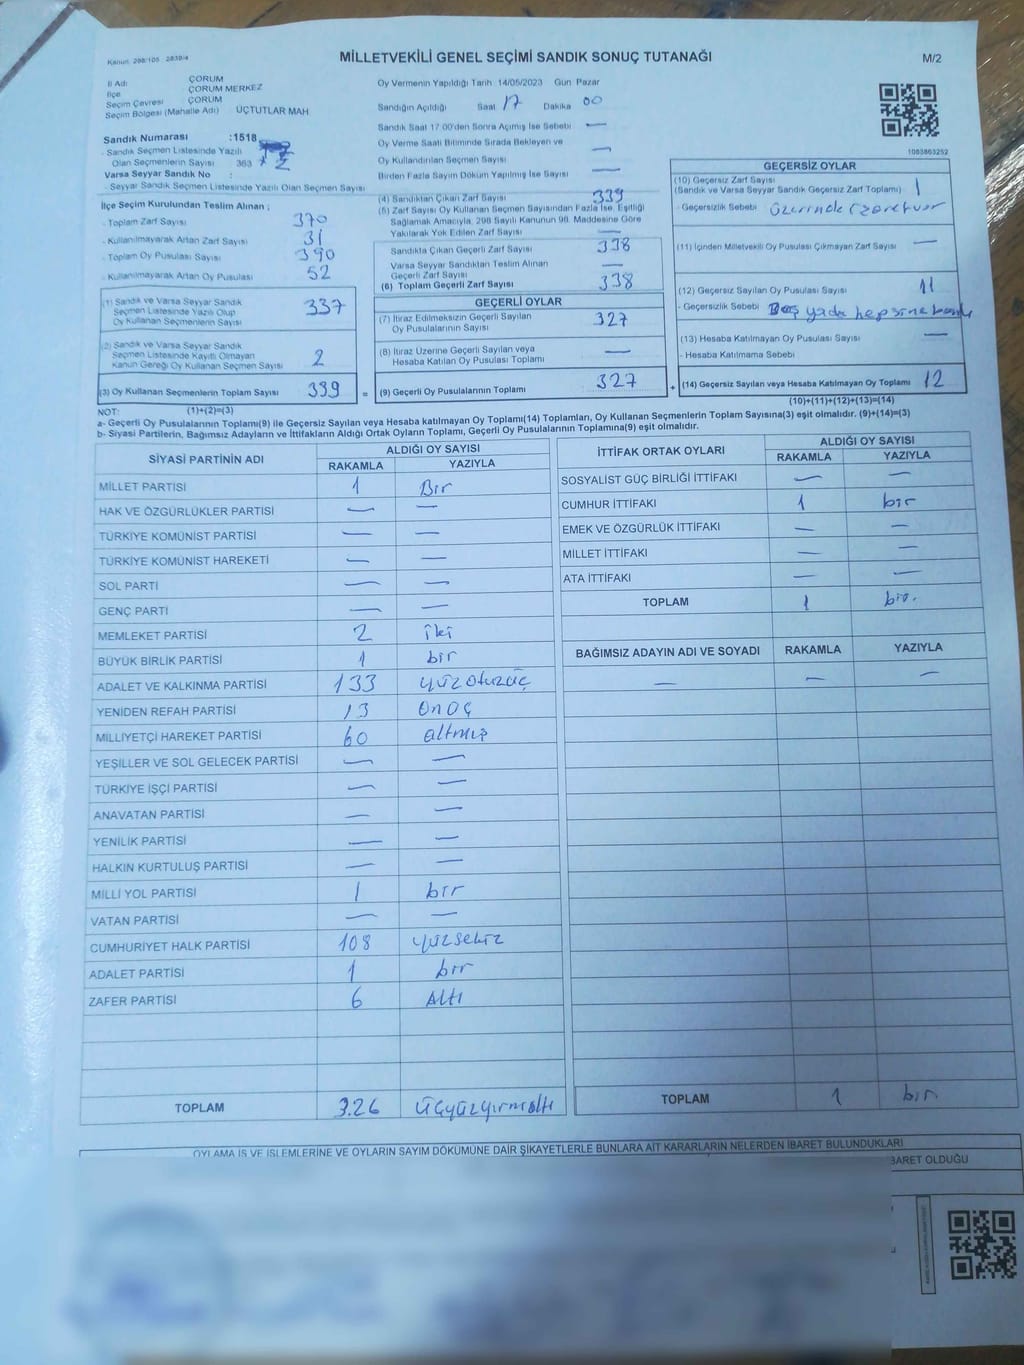 Kanun 298/105 2839/4
MİLLETVEKİLİ GENEL SEÇİMİ SANDIK SONUÇ TUTANAĞI
M/2
İl Adı : ÇORUM
İlçe : ÇORUM MERKEZ
Seçim Çevresi : ÇORUM
Seçim Bölgesi (Mahalle Adı) : ÜÇTUTLAR MAH
Sandık Numarası :1518
- Sandık Seçmen Listesinde Yazılı
Olan Seçmenlerin Sayısı : 363 + 2
Varsa Seyyar Sandık No :
- Seyyar Sandık Seçmen Listesinde Yazılı Olan Seçmen Sayısı :
İlçe Seçim Kurulundan Teslim Alınan ;
- Toplam Zarf Sayısı 370
- Kullanılmayarak Artan Zarf Sayısı 31
- Toplam Oy Pusulası Sayısı 390
- Kullanılmayarak Artan Oy Pusulası 52
(1) Sandık ve Varsa Seyyar Sandık
Seçmen Listesinde Yazılı Olup
Oy Kullanan Seçmenlerin Sayısı 337
(2) Sandık ve Varsa Seyyar Sandık
Seçmen Listesinde Kayıtlı Olmayan
Kanun Gereği Oy Kullanan Seçmen Sayısı 2
(3) Oy Kullanan Seçmenlerin Toplam Sayısı 339 =
Oy Vermenin Yapıldığı Tarih 14/05/2023 Gün Pazar
Sandığın Açıldığı Saat 17 Dakika 00
Sandık Saat 17.00'den Sonra Açılmış İse Sebebi —
Oy Verme Saati Bitiminde Sırada Bekleyen ve
Oy Kullandırılan Seçmen Sayısı —
Birden Fazla Sayım Döküm Yapılmış İse Sayısı —
(4) Sandıktan Çıkan Zarf Sayısı 339
(5) Zarf Sayısı Oy Kullanan Seçmen Sayısından Fazla İse, Eşitliği
Sağlamak Amacıyla, 298 Sayılı Kanunun 98. Maddesine Göre
Yakılarak Yok Edilen Zarf Sayısı —
Sandıkta Çıkan Geçerli Zarf Sayısı 338
Varsa Seyyar Sandıktan Teslim Alınan
Geçerli Zarf Sayısı —
(6) Toplam Geçerli Zarf Sayısı 338
GEÇERLİ OYLAR
(7) İtiraz Edilmeksizin Geçerli Sayılan
Oy Pusulalarının Sayısı 327
(8) İtiraz Üzerine Geçerli Sayılan veya
Hesaba Katılan Oy Pusulası Toplamı —
(9) Geçerli Oy Pusulalarının Toplamı 327 +
1083863252
GEÇERSİZ OYLAR
(10) Geçersiz Zarf Sayısı
(Sandık ve Varsa Seyyar Sandık Geçersiz Zarf Toplamı) 1
- Geçersizlik Sebebi üzerinde işaret var
(11) İçinden Milletvekili Oy Pusulası Çıkmayan Zarf Sayısı —
(12) Geçersiz Sayılan Oy Pusulası Sayısı 11
- Geçersizlik Sebebi Boş yada hepsine
(13) Hesaba Katılmayan Oy Pusulası Sayısı —
- Hesaba Katılmama Sebebi
(14) Geçersiz Sayılan veya Hesaba Katılmayan Oy Toplamı 12
NOT: (1)+(2)=(3)
(10)+(11)+(12)+(13)=(14)
a- Geçerli Oy Pusulalarının Toplamı(9) ile Geçersiz Sayılan veya Hesaba katılmayan Oy Toplamı(14) Toplamları, Oy Kullanan Seçmenlerin Toplam Sayısına(3) eşit olmalıdır. (9)+(14)=(3)
b- Siyasi Partilerin, Bağımsız Adayların ve İttifakların Aldığı Ortak Oyların Toplamı, Geçerli Oy Pusulalarının Toplamına(9) eşit olmalıdır.
SİYASİ PARTİNİN ADI ALDIĞI OY SAYISI
RAKAMLA YAZIYLA
MİLLET PARTİSİ 1 Bir
HAK VE ÖZGÜRLÜKLER PARTİSİ — —
TÜRKİYE KOMÜNİST PARTİSİ — —
TÜRKİYE KOMÜNİST HAREKETİ — —
SOL PARTİ — —
GENÇ PARTİ — —
MEMLEKET PARTİSİ 2 iki
BÜYÜK BİRLİK PARTİSİ 1 bir
ADALET VE KALKINMA PARTİSİ 133 yüzotuzüç
YENİDEN REFAH PARTİSİ 13 onüç
MİLLİYETÇİ HAREKET PARTİSİ 60 altmış
YEŞİLLER VE SOL GELECEK PARTİSİ — —
TÜRKİYE İŞÇİ PARTİSİ — —
ANAVATAN PARTİSİ — —
YENİLİK PARTİSİ — —
HALKIN KURTULUŞ PARTİSİ — —
MİLLİ YOL PARTİSİ 1 bir
VATAN PARTİSİ — —
CUMHURİYET HALK PARTİSİ 108 yüzsekiz
ADALET PARTİSİ 1 bir
ZAFER PARTİSİ 6 Altı
TOPLAM 326 üçyüzyirmialtı
İTTİFAK ORTAK OYLARI ALDIĞI OY SAYISI
RAKAMLA YAZIYLA
SOSYALİST GÜÇ BİRLİĞİ İTTİFAKI — —
CUMHUR İTTİFAKI 1 bir
EMEK VE ÖZGÜRLÜK İTTİFAKI — —
MİLLET İTTİFAKI — —
ATA İTTİFAKI — —
TOPLAM 1 bir.
BAĞIMSIZ ADAYIN ADI VE SOYADI RAKAMLA YAZIYLA
— — —
TOPLAM 1 bir.
OYLAMA İŞ VE İŞLEMLERİNE VE OYLARIN SAYIM DÖKÜMÜNE DAİR ŞİKAYETLERLE BUNLARA AİT KARARLARIN NELERDEN İBARET BULUNDUKLARI
BARET OLDUĞU